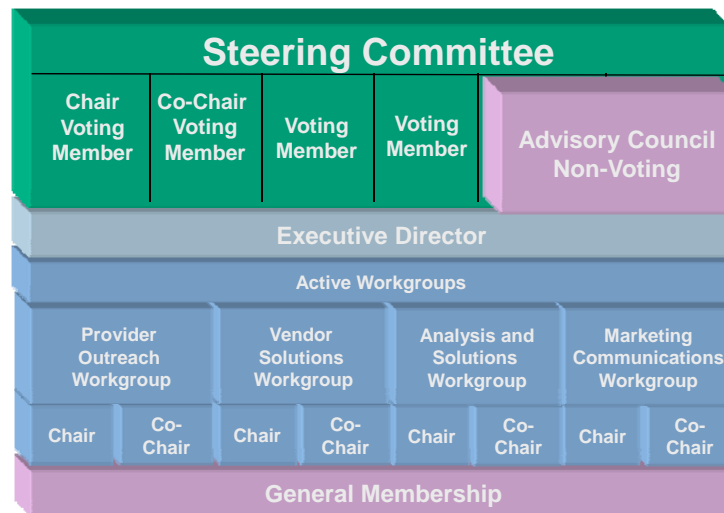 Steering Committee
Chair
Voting
Member
Co-Chair
Voting
Member
Voting
Member
Voting
Member
Advisory Council
Non-Voting
Executive Director
Active Workgroups
Provider
Outreach
Workgroup
Vendor
Solutions
Workgroup
Analysis and
Solutions
Workgroup
Marketing
Communications
Workgroup
Chair
Co-
Chair
Chair
Co-
Chair
Chair
Co-
Chair
Chair
Co-
Chair
General Membership